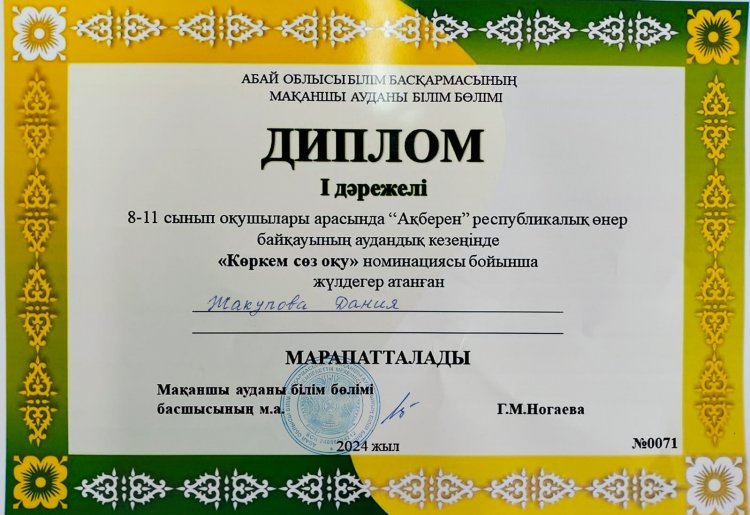 АБАЙ ОБЛЫСЫ БІЛІМ БАСҚАРМАСЫНЫҢ
МАҚАНШЫ АУДАНЫ БІЛІМ БӨЛІМІ
ДИПЛОМ
І дәрежелі
8-11 сынып оқушылары арасында “Ақберен” республикалық өнер
байқауының аудандық кезеңінде
«Көркем сөз оқу» номинациясы бойынша
жүлдегер атанған
Жакупова Дания
МАРАПАТТАЛАДЫ
Мақаншы ауданы білім бөлімі
басшысының м.а.
Г.М.Ногаева
2024 жыл
№0071